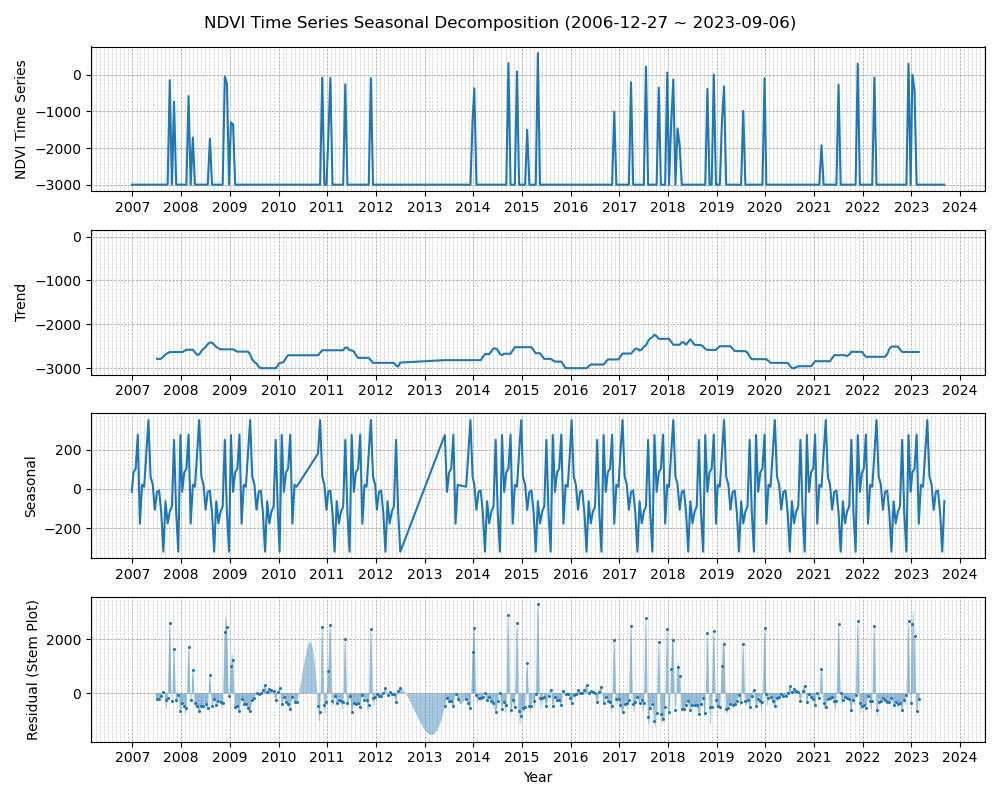 NDVI Time Series Seasonal Decomposition (2006-12-27 ~ 2023-09-06)
NDVI Time Series
0
−1000
−2000
−3000
2007 2008 2009 2010 2011 2012 2013 2014 2015 2016 2017 2018 2019 2020 2021 2022 2023 2024
Trend
0
−1000
−2000
−3000
2007 2008 2009 2010 2011 2012 2013 2014 2015 2016 2017 2018 2019 2020 2021 2022 2023 2024
Seasonal
200
0
−200
2007 2008 2009 2010 2011 2012 2013 2014 2015 2016 2017 2018 2019 2020 2021 2022 2023 2024
Residual (Stem Plot)
2000
0
2007 2008 2009 2010 2011 2012 2013 2014 2015 2016 2017 2018 2019 2020 2021 2022 2023 2024
Year